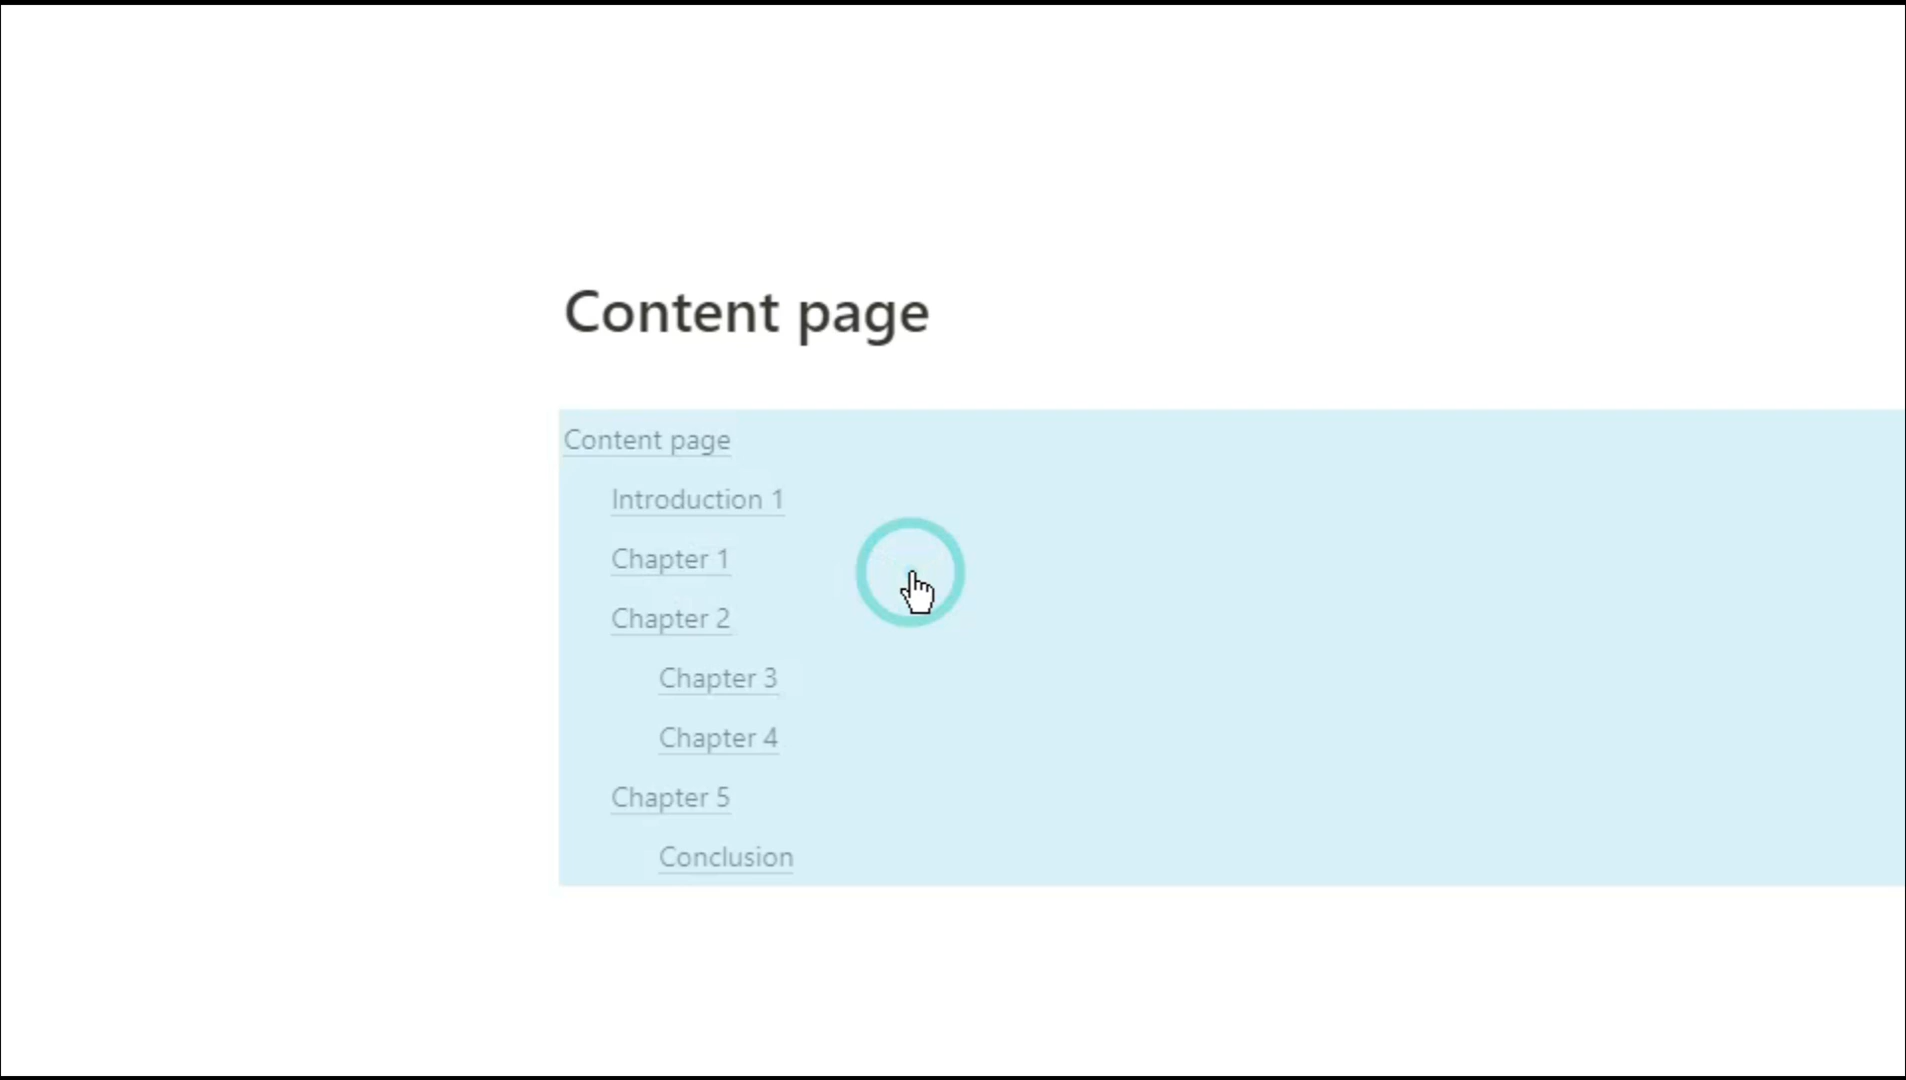 Content page
Content page
Introduction 1
Chapter 1
Chapter 2
Chapter 3
Chapter 4
Chapter 5
Conclusion